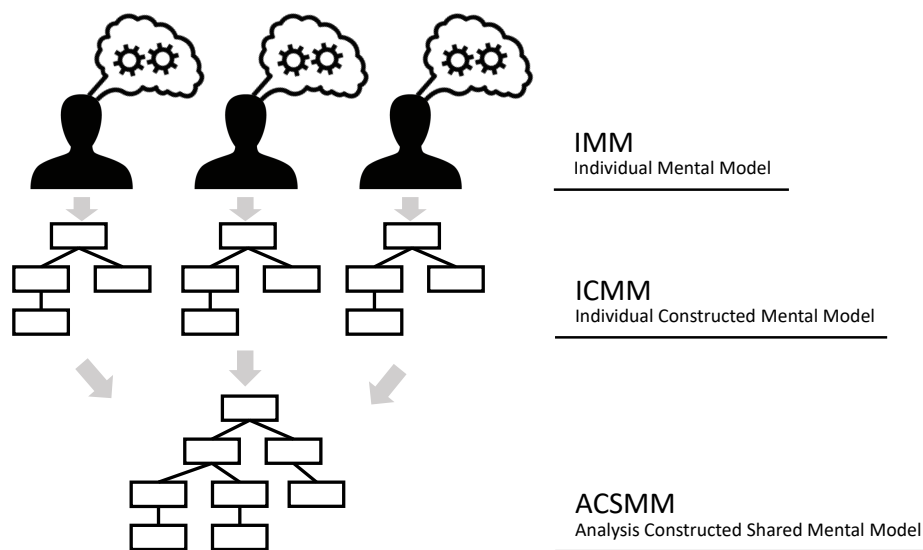 IMM
Individual Mental Model
ICMM
Individual Constructed Mental Model
ACSMM
Analysis Constructed Shared Mental Model